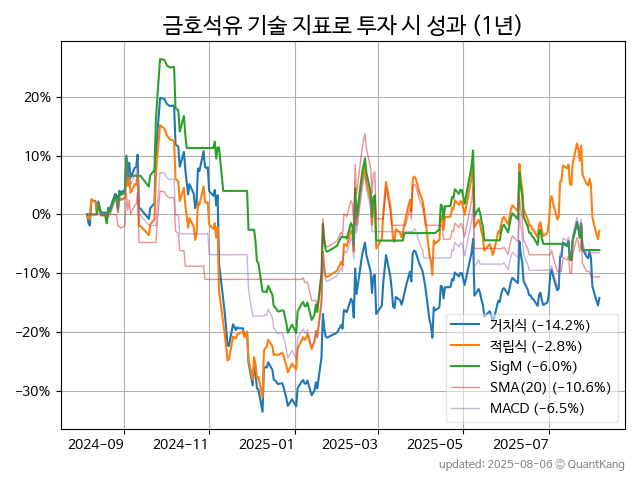 금호석유 기술 지표로 투자 시 성과 (1년)
20%
10%
0%
−10%
−20%
−30%
거치식 (−14.2%)
적립식 (−2.8%)
SigM (−6.0%)
SMA(20) (−10.6%)
MACD (−6.5%)
2024−09
2024−11
2025−01
2025−03
2025−05
2025−07
updated: 2025-08-06 © QuantKang